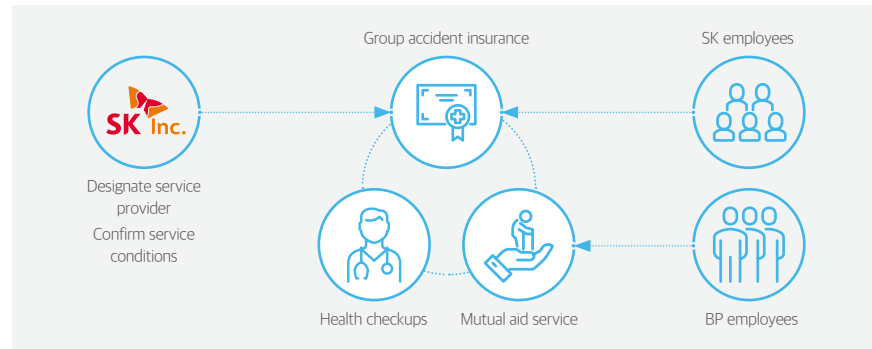 Group accident insurance
SK employees
SK Inc.
Designate service
provider
Confirm service
conditions
Health checkups
Mutual aid service
BP employees